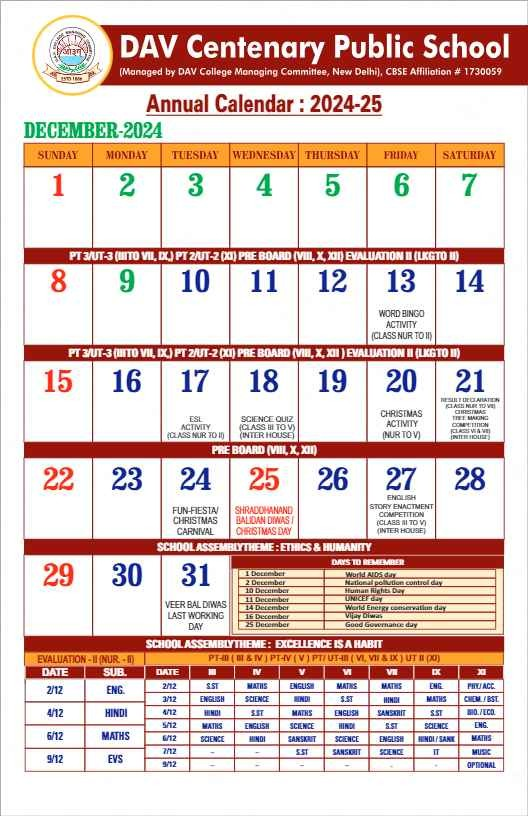 DAV Centenary Public School
(Managed by DAV College Managing Committee, New Delhi), CBSE Affiliation # 1730059
Annual Calendar : 2024-25
DECEMBER-2024
SUNDAY MONDAY TUESDAY WEDNESDAY THURSDAY FRIDAY SATURDAY
1 2 3 4 5 6 7
PT 3/UT-3 (III TO VII, IX,) PT 2/UT-2 (XI) PRE BOARD (VIII, X, XII) EVALUATION II (LKG TO II)
8 9 10 11 12 13 14
WORD BINGO
ACTIVITY
(CLASS NUR TO II)
PT 3/UT-3 (III TO VII, IX,) PT 2/UT-2 (XI) PRE BOARD (VIII, X, XII ) EVALUATION II (LKG TO II)
15 16 17 18 19 20 21
ESL
ACTIVITY
(CLASS NUR TO II)
SCIENCE QUIZ
(CLASS III TO V)
(INTER HOUSE)
CHRISTMAS
ACTIVITY
(NUR TO V)
RESULT DECLARATION
(CLASS NUR TO VII)
CHRISTMAS
TREE MAKING
COMPETITION
(CLASS VI & VII)
(INTER HOUSE)
PRE BOARD (VIII, X, XII)
22 23 24 25 26 27 28
FUN-FIESTA/
CHRISTMAS
CARNIVAL
SHRADDHANAND
BALIDAN DIWAS /
CHRISTMAS DAY
ENGLISH
STORY ENACTMENT
COMPETITION
(CLASS III TO V)
(INTER HOUSE)
SCHOOL ASSEMBLY THEME : ETHICS & HUMANITY
29 30 31
VEER BAL DIWAS
LAST WORKING
DAY
DAYS TO REMEMBER
1 December World AIDS day
2 December National pollution control day
10 December Human Rights Day
11 December UNICEF day
14 December World Energy conservation day
16 December Vijay Diwas
25 December Good Governance day
SCHOOL ASSEMBLY THEME : EXCELLENCE IS A HABIT
EVALUATION - II (NUR. - II)
DATE SUB.
2/12 ENG.
4/12 HINDI
6/12 MATHS
9/12 EVS
PT-III ( III & IV ) PT-IV ( V ) PT/ UT-III ( VI, VII & IX ) UT II (XI)
DATE III IV V VI VII IX XI
2/12 S.ST MATHS ENGLISH MATHS MATHS ENG. PHY/ ACC.
3/12 ENGLISH SCIENCE HINDI S.ST HINDI MATHS CHEM. / BST.
4/12 HINDI S.ST MATHS ENGLISH SANSKRIT S.ST BIO. / ECO.
5/12 MATHS ENGLISH SCIENCE HINDI S.ST SCIENCE ENG.
6/12 SCIENCE HINDI SANSKRIT SCIENCE ENGLISH HINDI / SANK MATHS
7/12 – – S.ST SANSKRIT SCIENCE IT MUSIC
9/12 – – – – - - OPTIONAL